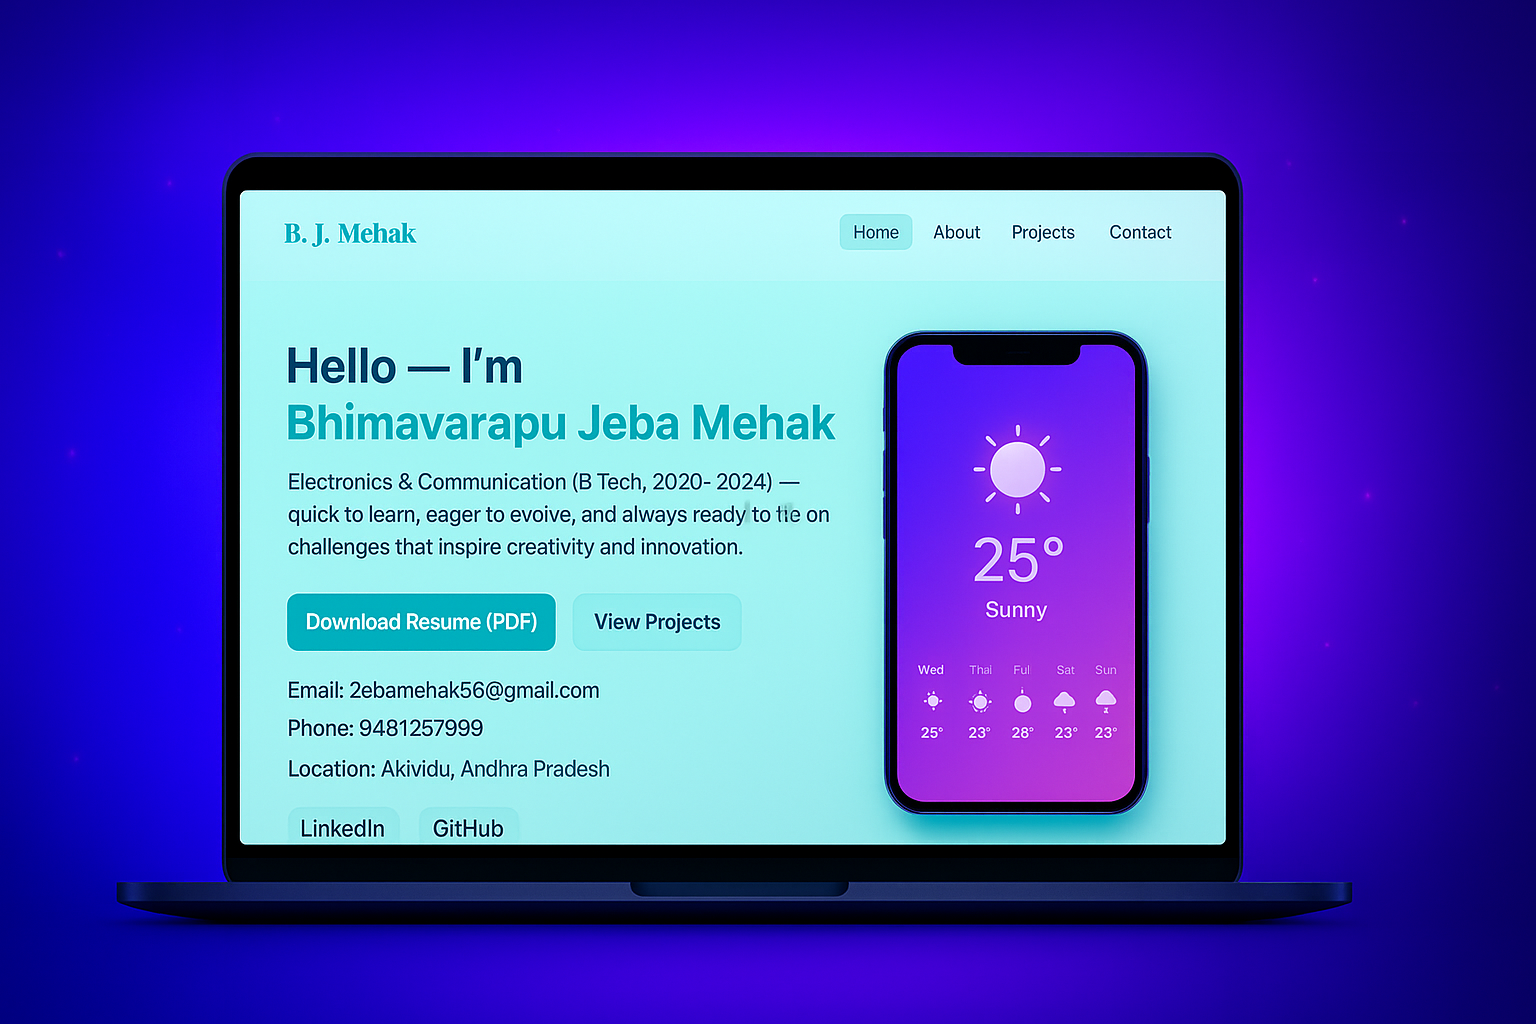 B. J. Mehak
Home About Projects Contact
Hello — I'm
Bhimavarapu Jeba Mehak
Electronics & Communication (B Tech, 2020- 2024) —
quick to learn, eager to evoive, and always ready to on
challenges that inspire creativity and innovation.
Download Resume (PDF) View Projects
Email: 2ebamehak56@gmail.com
Phone: 9481257999
Location: Akividu, Andhra Pradesh
LinkedIn GitHub
25°
Sunny
Wed Thai Ful Sat Sun
25° 23° 28° 23° 23°